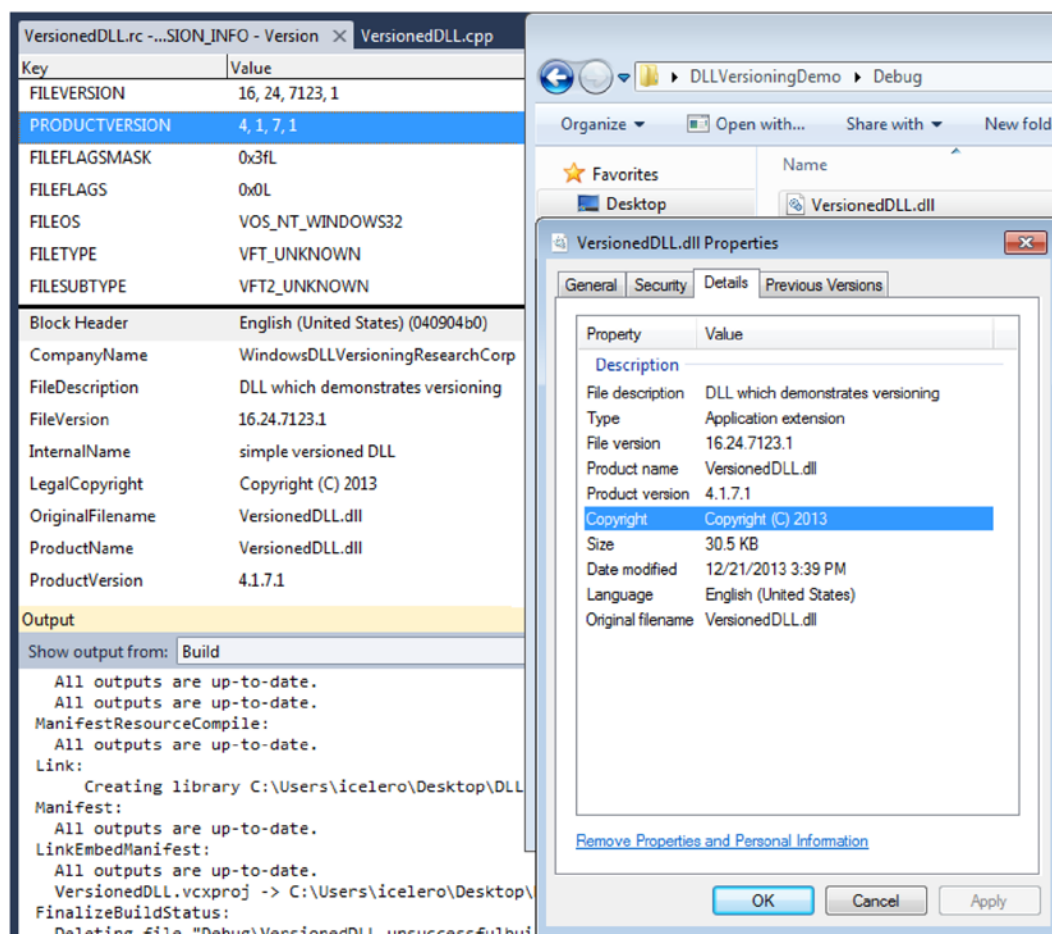 VersionedDLL.rc -...SION_INFO - Version VersionedDLL.cpp
Key Value
FILEVERSION 16, 24, 7123, 1
PRODUCTVERSION 4, 1, 7, 1
FILEFLAGSMASK 0x3fL
FILEFLAGS 0x0L
FILEOS VOS_NT_WINDOWS32
FILETYPE VFT_UNKNOWN
FILESUBTYPE VFT2_UNKNOWN
Block Header English (United States) (040904b0)
CompanyName WindowsDLLVersioningResearchCorp
FileDescription DLL which demonstrates versioning
FileVersion 16.24.7123.1
InternalName simple versioned DLL
LegalCopyright Copyright (C) 2013
OriginalFilename VersionedDLL.dll
ProductName VersionedDLL.dll
ProductVersion 4.1.7.1
Output
Show output from: Build
All outputs are up-to-date.
All outputs are up-to-date.
ManifestResourceCompile:
All outputs are up-to-date.
Link:
Creating library C:\Users\icelero\Desktop\DLL
Manifest:
All outputs are up-to-date.
LinkEmbedManifest:
All outputs are up-to-date.
VersionedDLL.vcxproj -> C:\Users\icelero\Desktop\
FinalizeBuildStatus:
Deleting file "Debug\VersionedDLL.unsuccessfulbui
DLLVersioningDemo Debug
Organize Open with... Share with New fold
Favorites Name
Desktop VersionedDLL.dll
VersionedDLL.dll Properties
General Security Details Previous Versions
Property Value
Description
File description DLL which demonstrates versioning
Type Application extension
File version 16.24.7123.1
Product name VersionedDLL.dll
Product version 4.1.7.1
Copyright Copyright (C) 2013
Size 30.5 KB
Date modified 12/21/2013 3:39 PM
Language English (United States)
Original filename VersionedDLL.dll
Remove Properties and Personal Information
OK Cancel Apply